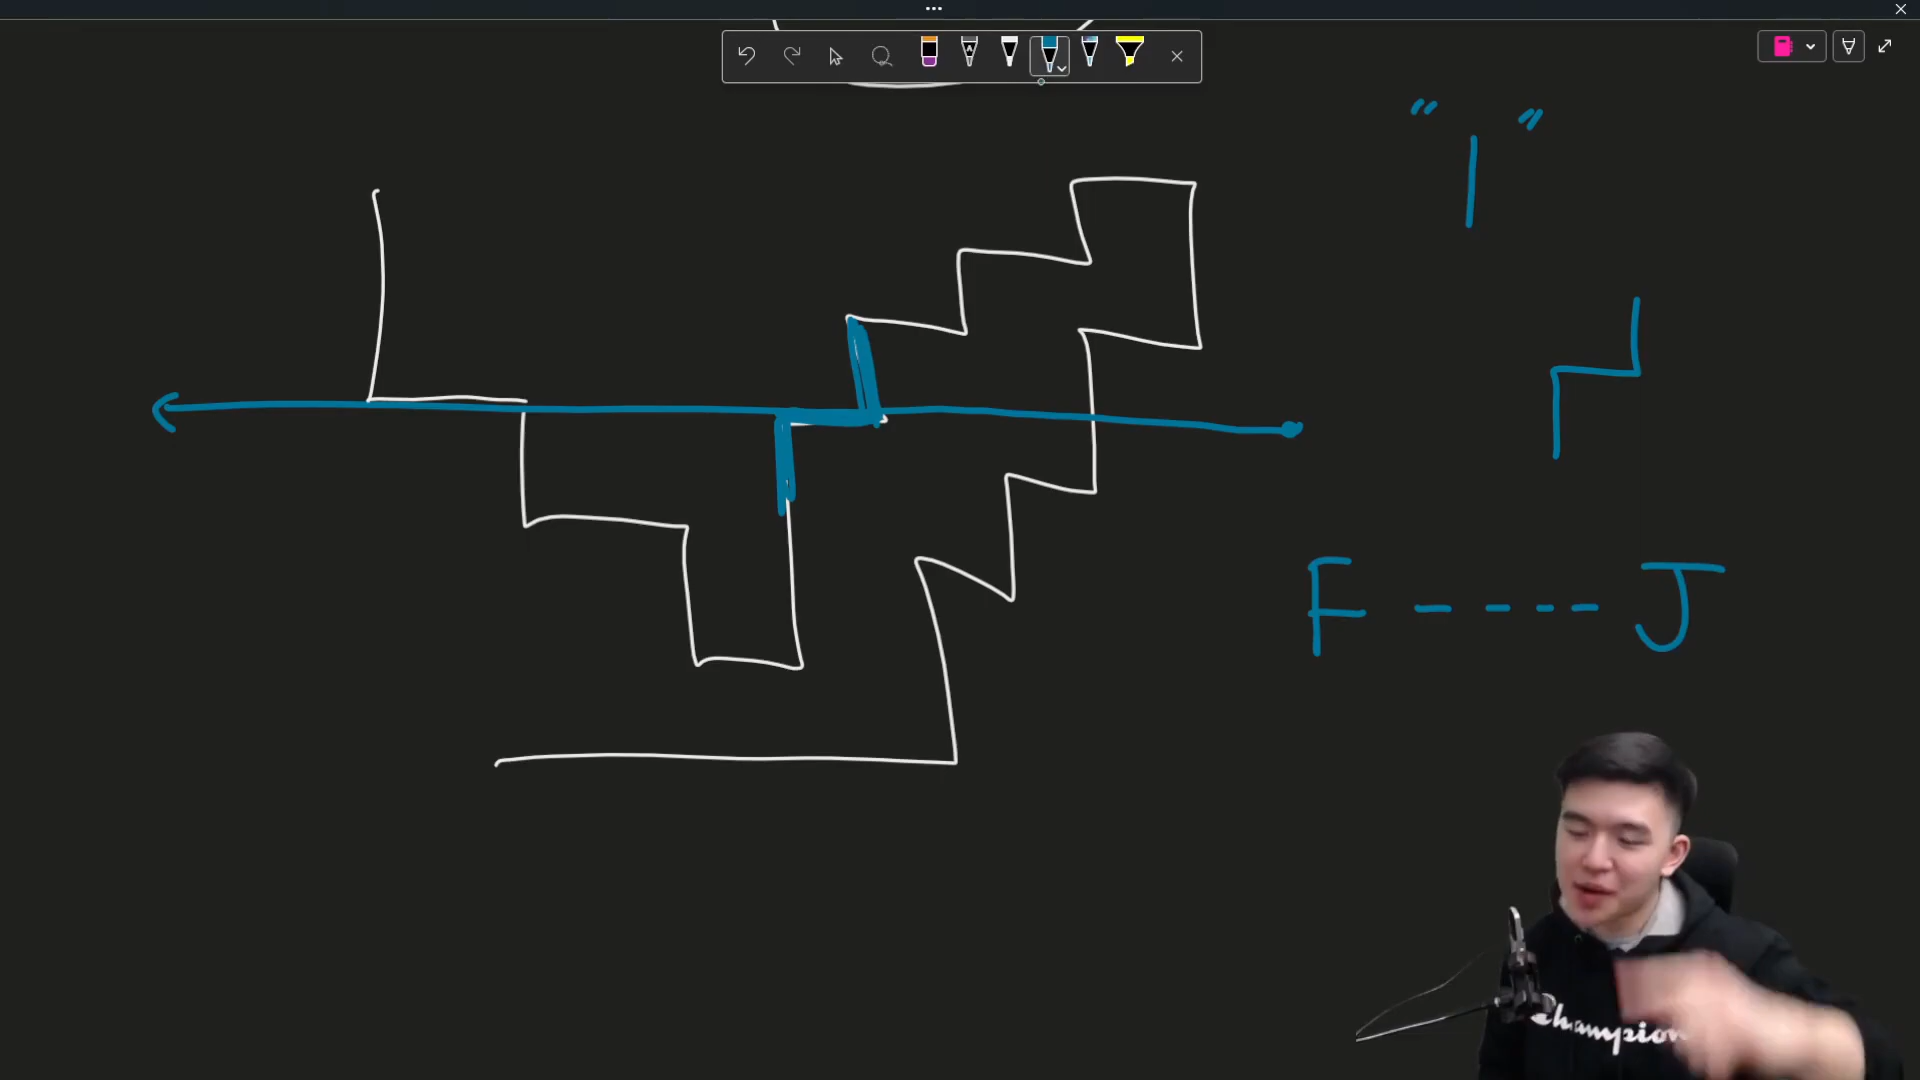 " | "
F - - - - J
Champion